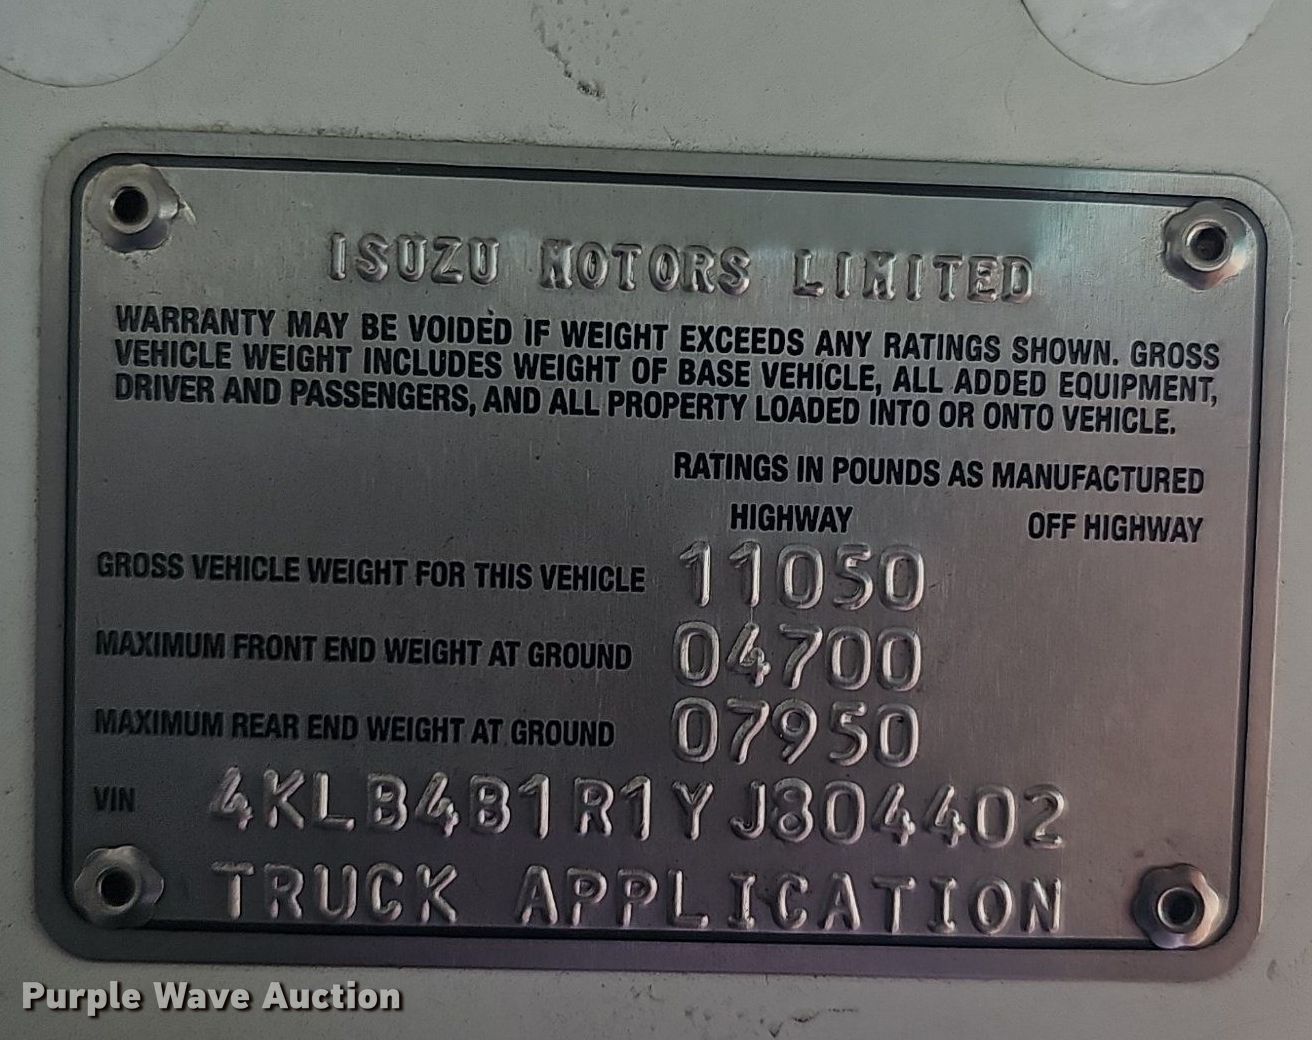 ISUZU MOTORS LIMITED
WARRANTY MAY BE VOIDED IF WEIGHT EXCEEDS ANY RATINGS SHOWN. GROSS
VEHICLE WEIGHT INCLUDES WEIGHT OF BASE VEHICLE, ALL ADDED EQUIPMENT,
DRIVER AND PASSENGERS, AND ALL PROPERTY LOADED INTO OR ONTO VEHICLE.
RATINGS IN POUNDS AS MANUFACTURED
HIGHWAY OFF HIGHWAY
GROSS VEHICLE WEIGHT FOR THIS VEHICLE 11050
MAXIMUM FRONT END WEIGHT AT GROUND 04700
MAXIMUM REAR END WEIGHT AT GROUND 07950
VIN 4KLB4B1R1YJ804402
TRUCK APPLICATION
Purple Wave Auction